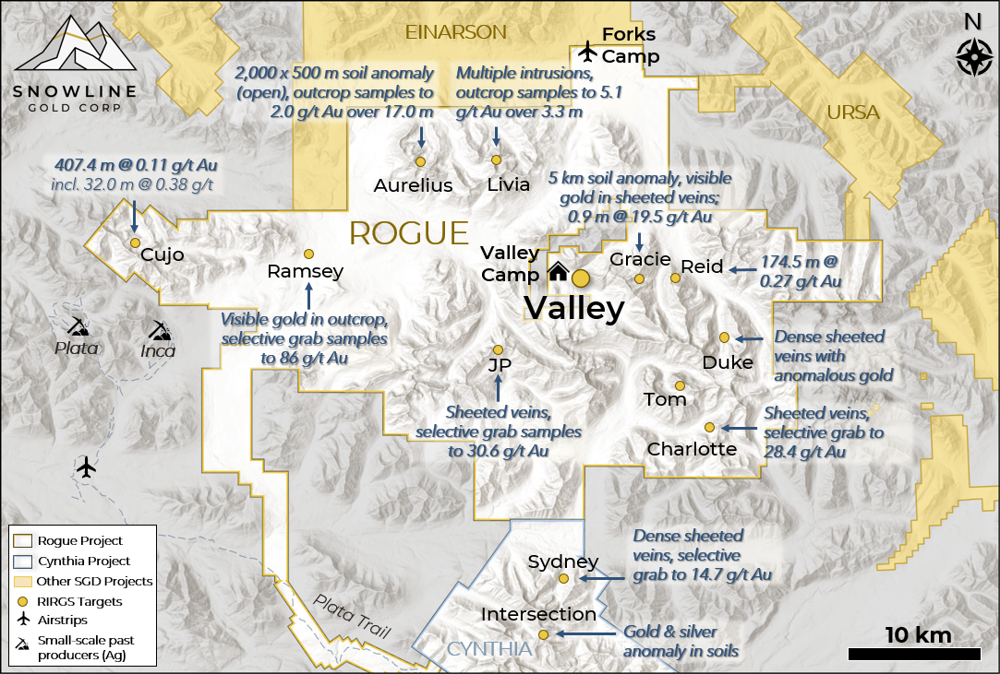 SNOWLINE
GOLD CORP
EINARSON
Forks
Camp
N
2,000 x 500 m soil anomaly
(open), outcrop samples to
2.0 g/t Au over 17.0 m
Multiple intrusions,
outcrop samples to 5.1
g/t Au over 3.3 m
URSA
407.4 m @ 0.11 g/t Au
incl. 32.0 m @ 0.38 g/t
Aurelius
Livia
5 km soil anomaly, visible
gold in sheeted veins;
0.9 m @ 19.5 g/t Au
ROGUE
Cujo
Ramsey
Valley
Camp
Gracie
Reid
174.5 m @
0.27 g/t Au
Valley
Visible gold in outcrop,
selective grab samples
to 86 g/t Au
Plata
Inca
JP
Duke
Dense sheeted
veins with
anomalous gold
Tom
Sheeted veins,
selective grab samples
to 30.6 g/t Au
Charlotte
Sheeted veins,
selective grab to
28.4 g/t Au
Rogue Project
Cynthia Project
Other SGD Projects
RIRGS Targets
Airstrips
Small-scale past
producers (Ag)
Plata Trail
Sydney
Dense sheeted
veins, selective
grab to 14.7 g/t Au
Intersection
CYNTHIA
Gold & silver
anomaly in soils
10 km